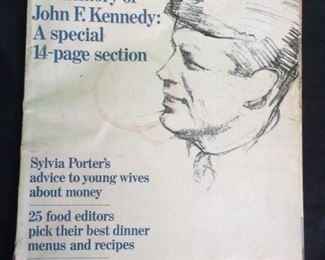 John F. Kennedy:
A special
14-page section
Sylvia Porter's
advice to young wives
about money
25 food editors
pick their best dinner
menus and recipes